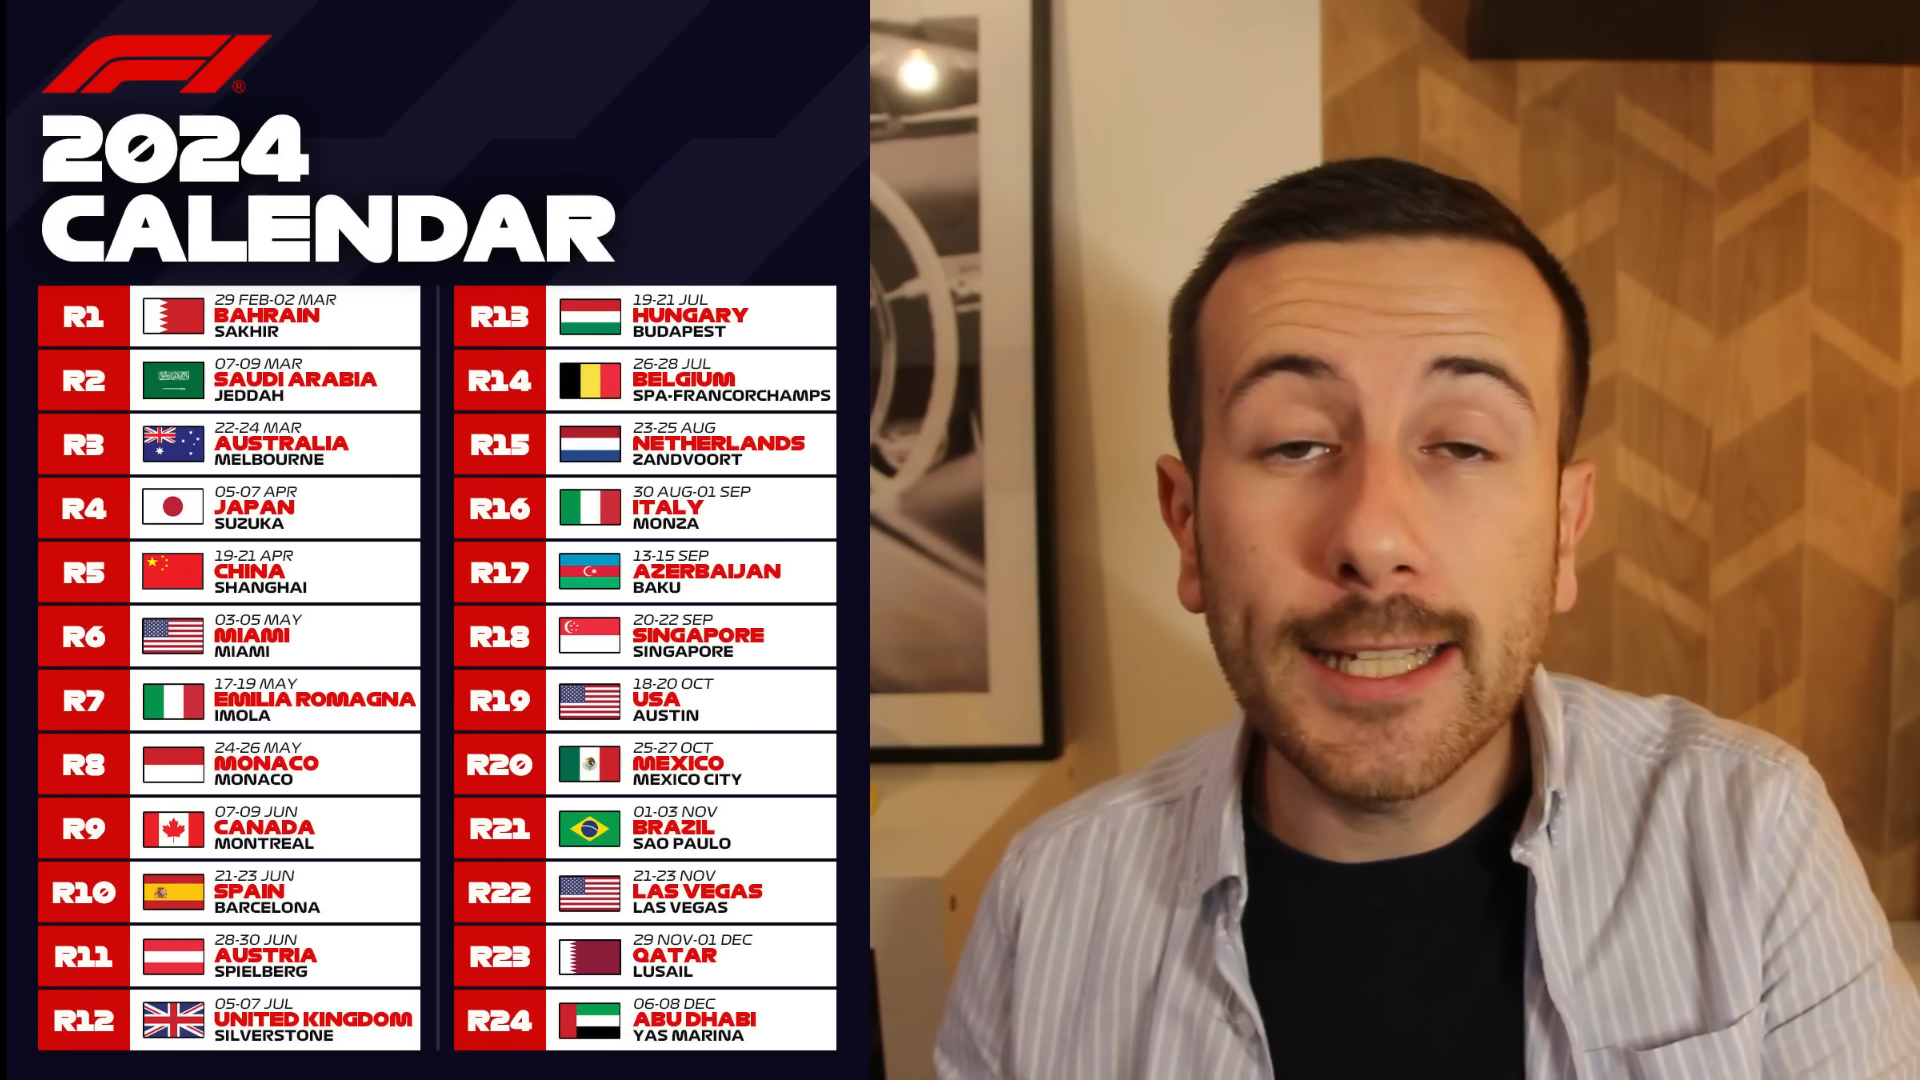 F1®
2024
CALENDAR
R1
29 FEB-02 MAR
BAHRAIN
SAKHIR
R2
07-09 MAR
SAUDI ARABIA
JEDDAH
R3
22-24 MAR
AUSTRALIA
MELBOURNE
R4
05-07 APR
JAPAN
SUZUKA
R5
19-21 APR
CHINA
SHANGHAI
R6
03-05 MAY
MIAMI
MIAMI
R7
17-19 MAY
EMILIA ROMAGNA
IMOLA
R8
24-26 MAY
MONACO
MONACO
R9
07-09 JUN
CANADA
MONTREAL
R10
21-23 JUN
SPAIN
BARCELONA
R11
28-30 JUN
AUSTRIA
SPIELBERG
R12
05-07 JUL
UNITED KINGDOM
SILVERSTONE
R13
19-21 JUL
HUNGARY
BUDAPEST
R14
26-28 JUL
BELGIUM
SPA-FRANCORCHAMPS
R15
23-25 AUG
NETHERLANDS
ZANDVOORT
R16
30 AUG-01 SEP
ITALY
MONZA
R17
13-15 SEP
AZERBAIJAN
BAKU
R18
20-22 SEP
SINGAPORE
SINGAPORE
R19
18-20 OCT
USA
AUSTIN
R20
25-27 OCT
MEXICO
MEXICO CITY
R21
01-03 NOV
BRAZIL
SAO PAULO
R22
21-23 NOV
LAS VEGAS
LAS VEGAS
R23
29 NOV-01 DEC
QATAR
LUSAIL
R24
06-08 DEC
ABU DHABI
YAS MARINA